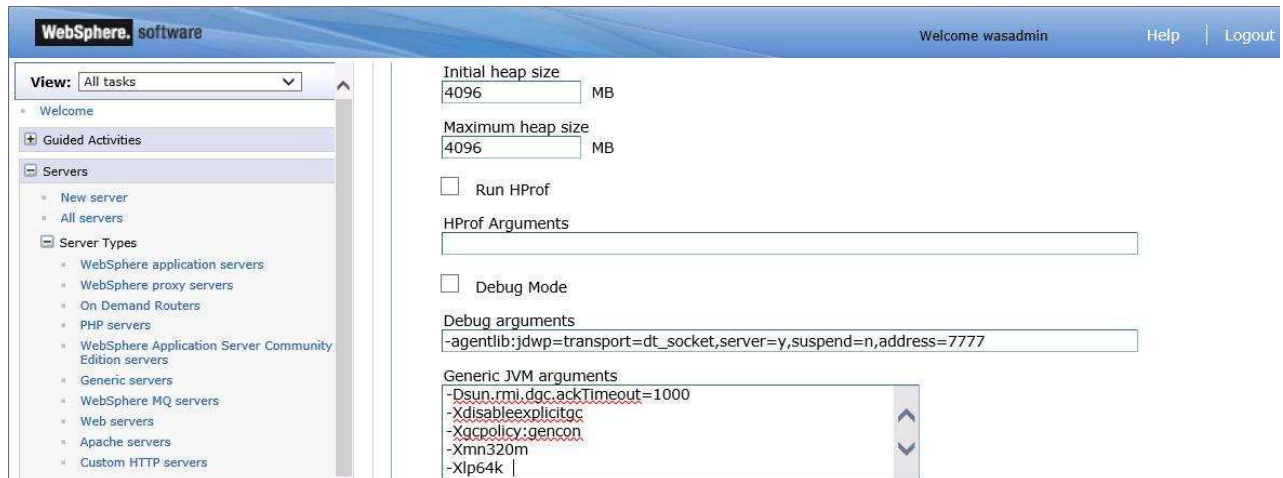 WebSphere. software
Welcome wasadmin
Help
Logout
View: All tasks
Welcome
Guided Activities
Servers
New server
All servers
Server Types
WebSphere application servers
WebSphere proxy servers
On Demand Routers
PHP servers
WebSphere Application Server Community
Edition servers
Generic servers
WebSphere MQ servers
Web servers
Apache servers
Custom HTTP servers
Initial heap size
4096 MB
Maximum heap size
4096 MB
Run HProf
HProf Arguments
Debug Mode
Debug arguments
-agentlib:jdwp=transport=dt_socket,server=y,suspend=n,address=7777
Generic JVM arguments
-Dsun.rmi.dgc.ackTimeout=1000
-Xdisableexplicitgc
-Xgcpolicy:gencon
-Xmn320m
-Xlp64k